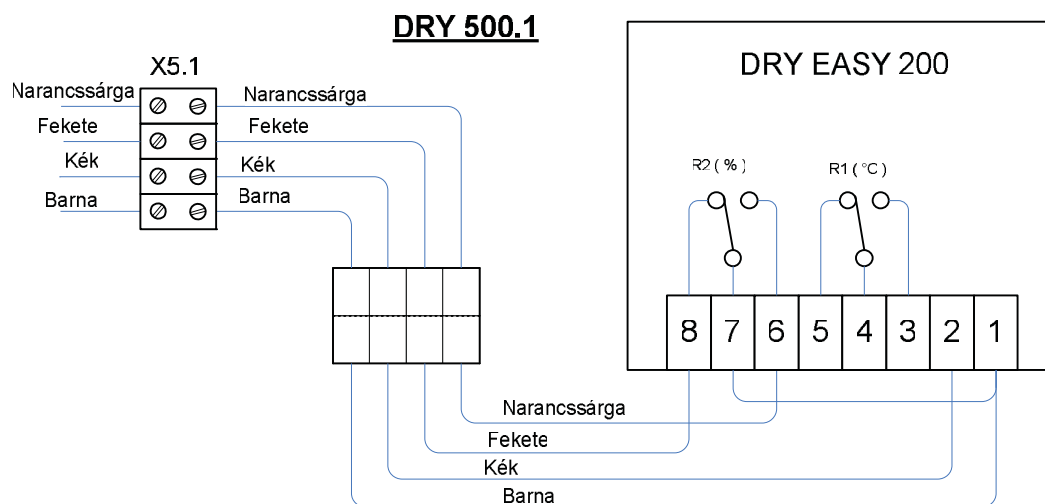 DRY 500.1
DRY EASY 200
X5.1
Narancssárga
Narancssárga
Fekete
Fekete
Kék
Kék
Barna
Barna
R2 ( % )
R1 ( °C )
8 7 6 5 4 3 2 1
Narancssárga
Fekete
Kék
Barna